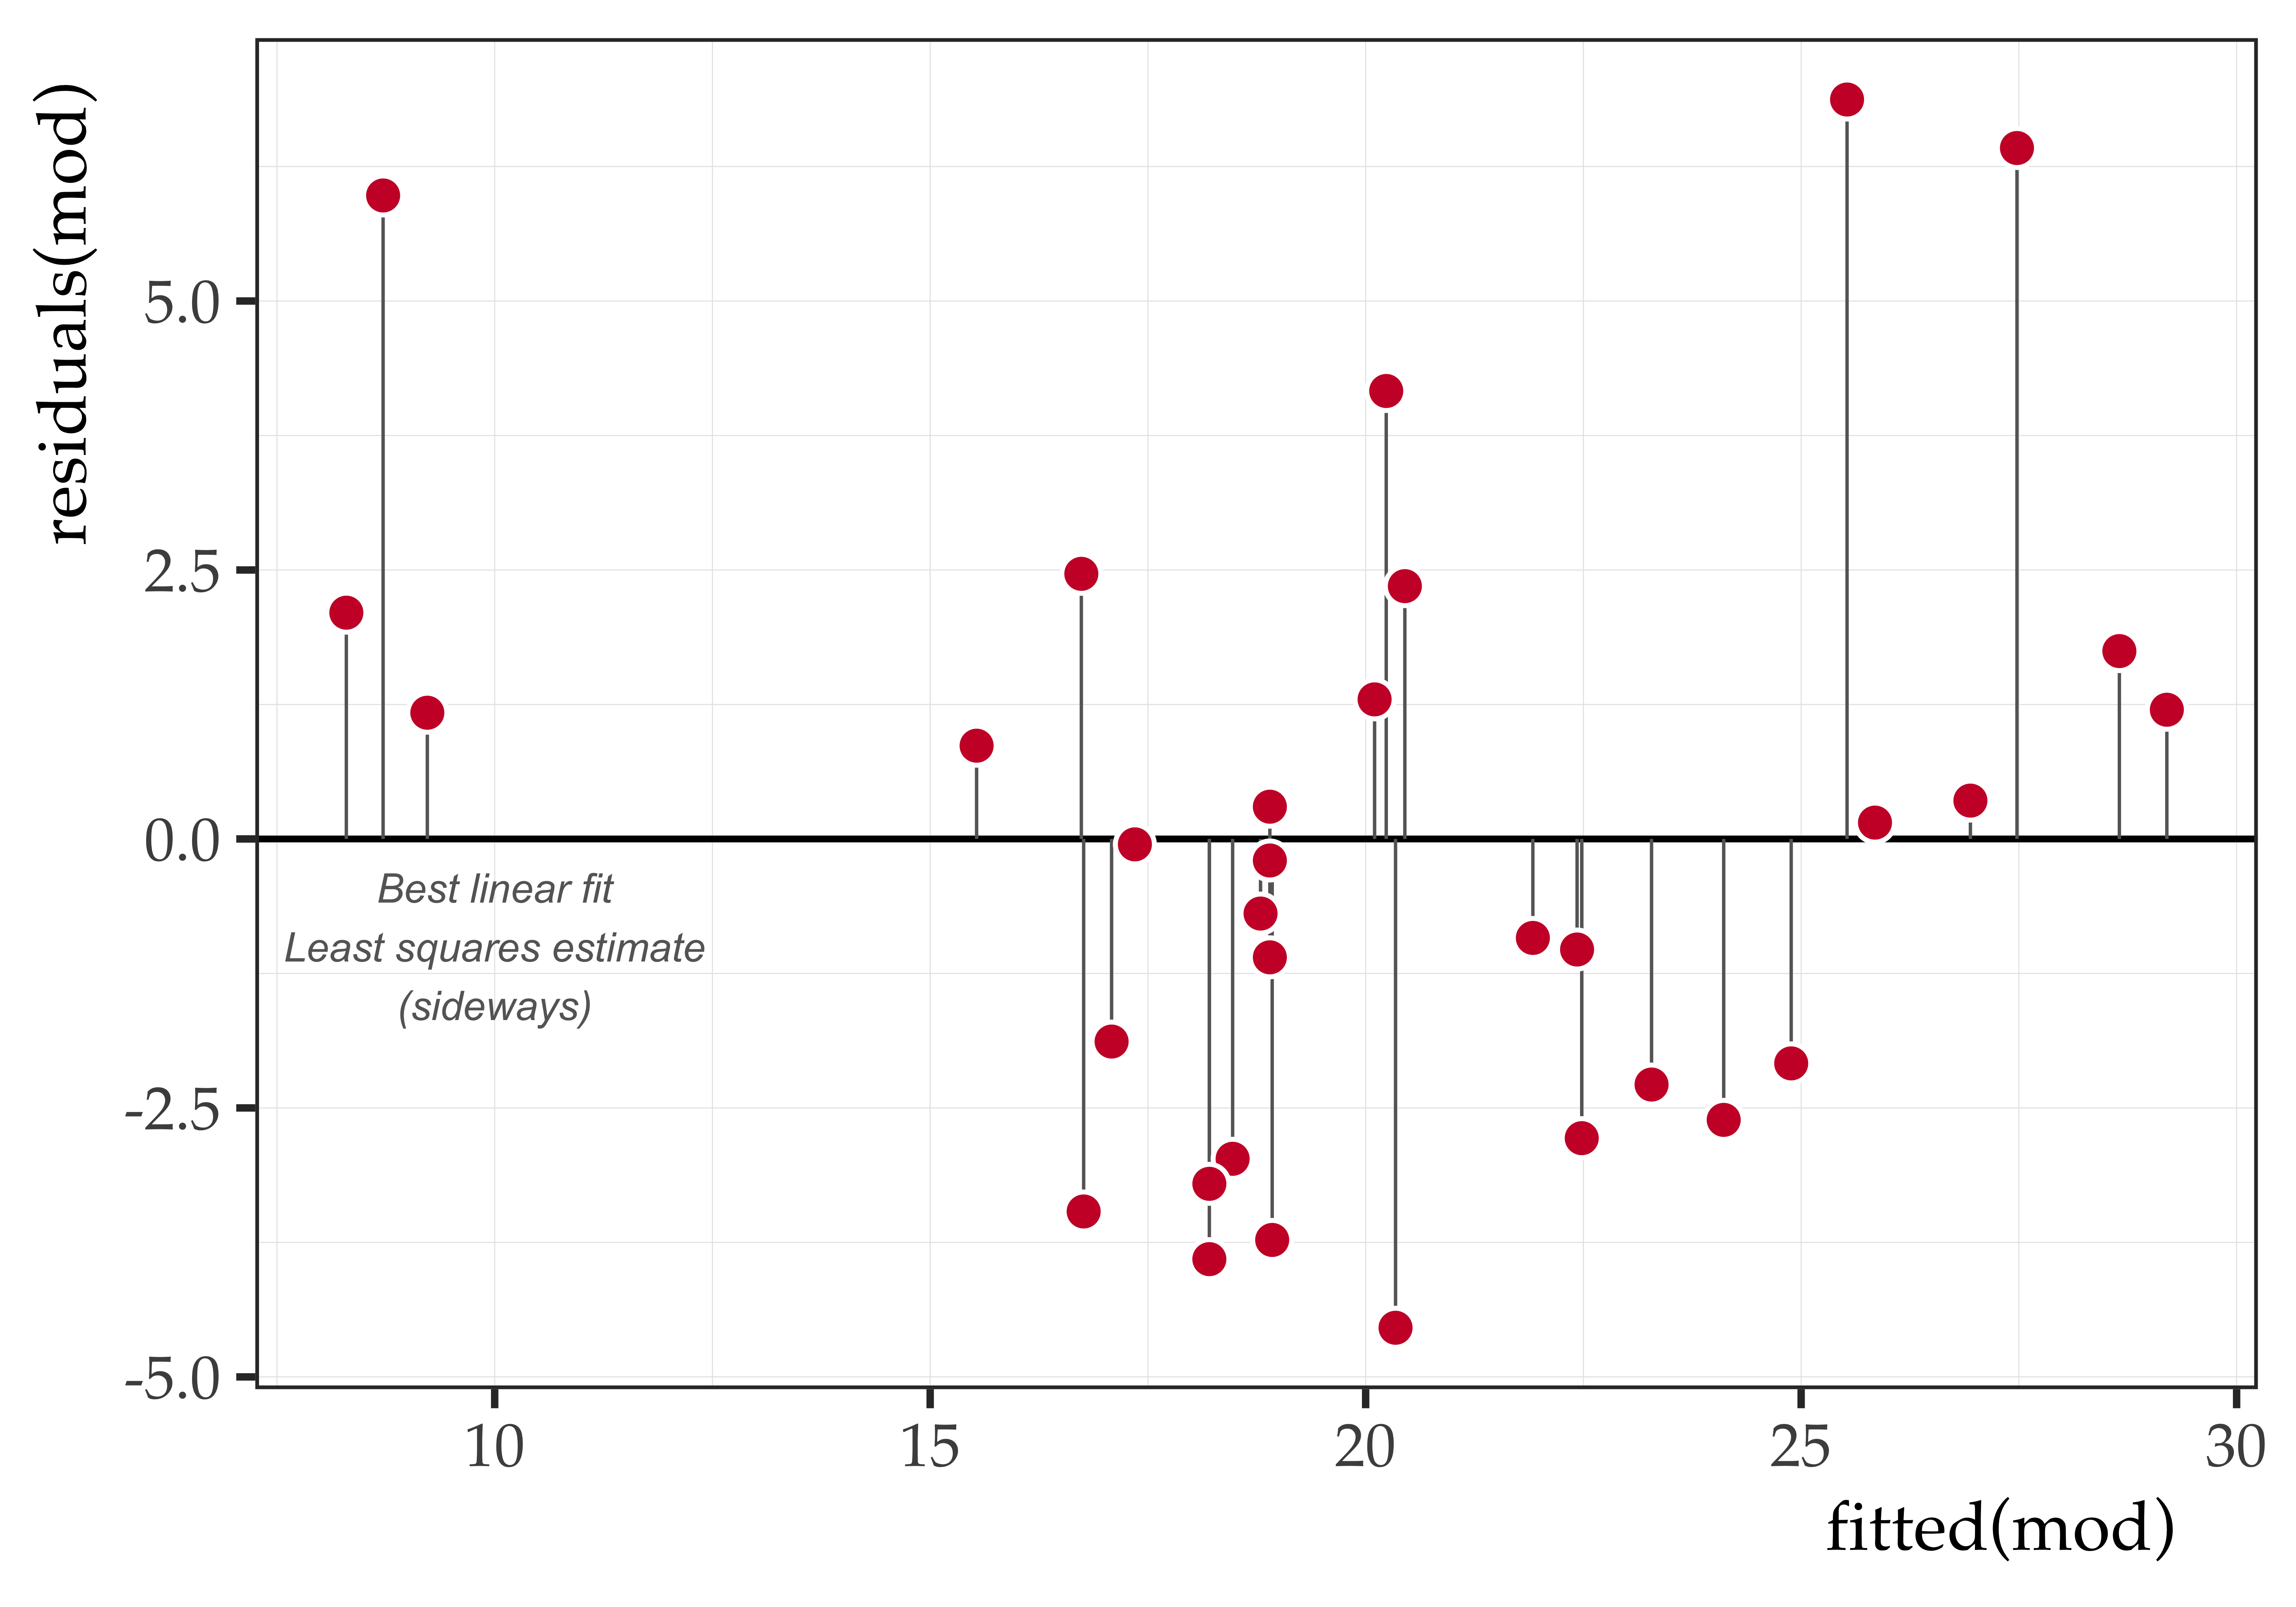 residuals(mod)
5.0
2.5
0.0
-2.5
-5.0
Best linear fit
Least squares estimate
(sideways)
10
15
20
25
30
fitted(mod)